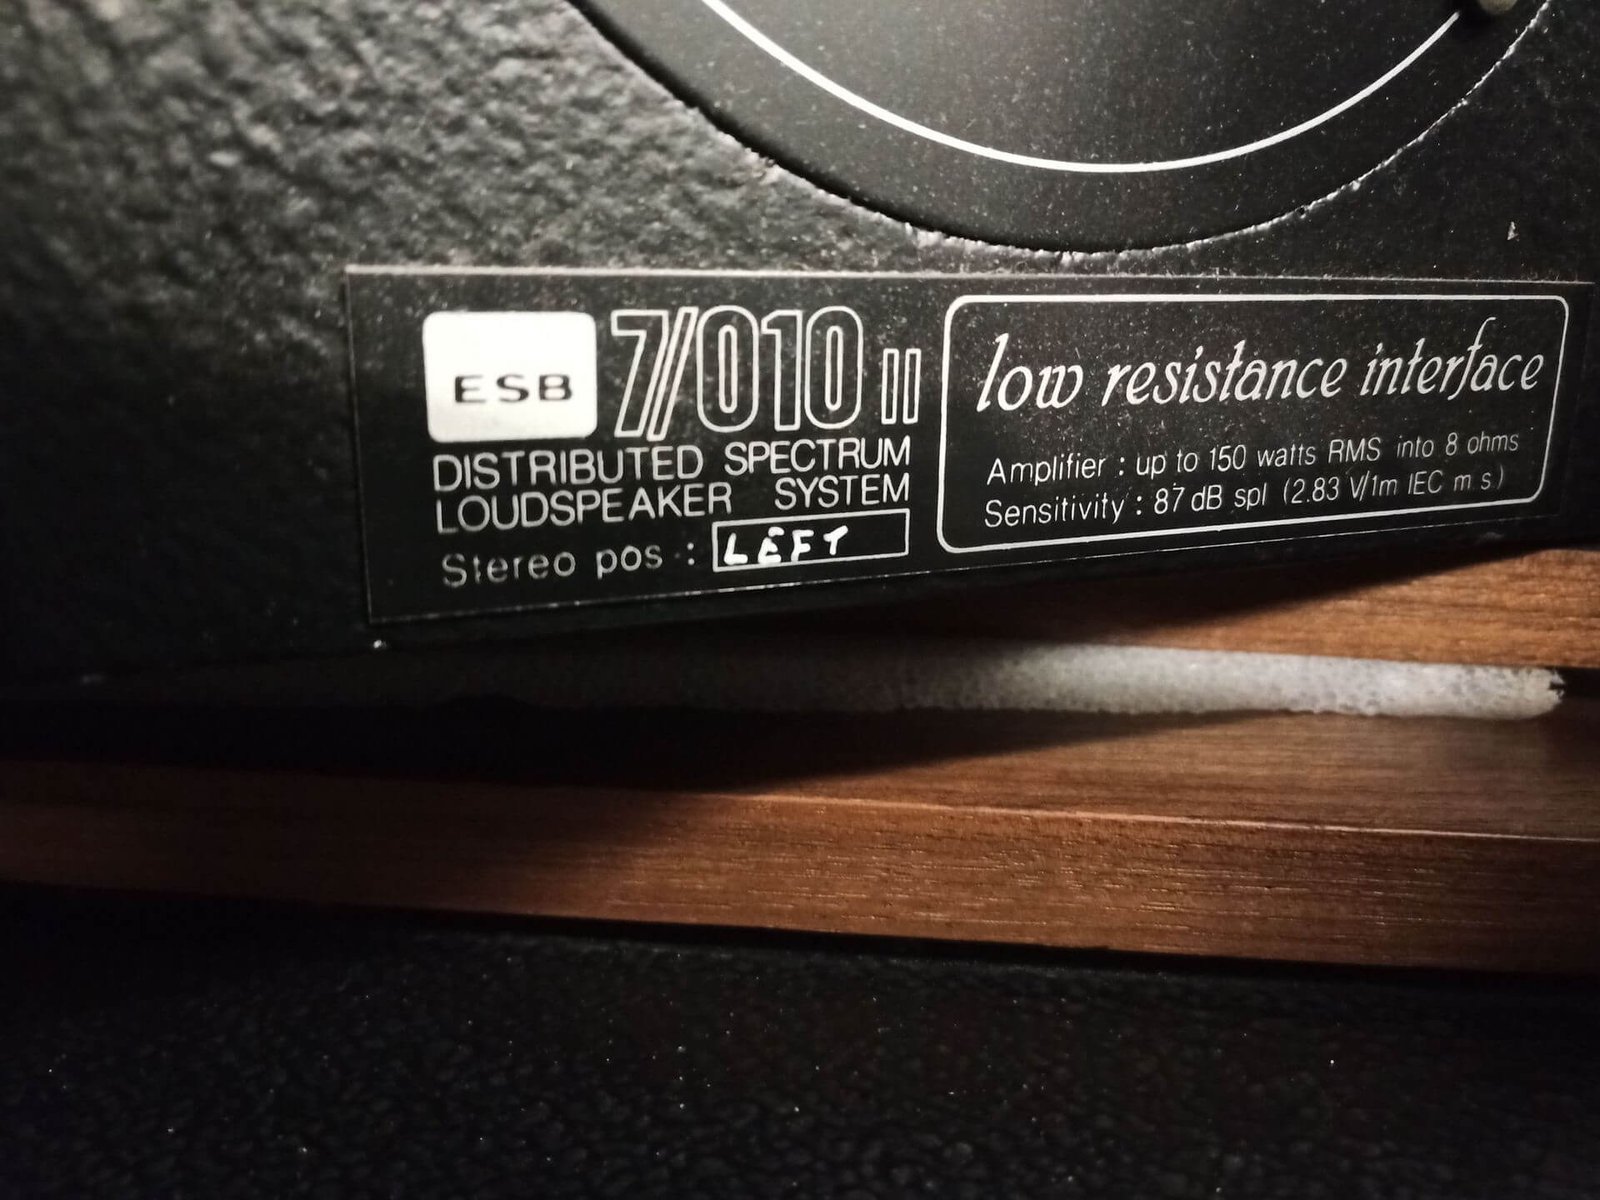 ESB 7/010 II
DISTRIBUTED SPECTRUM
LOUDSPEAKER SYSTEM
Stereo pos : LEFT
low resistance interface
Amplifier : up to 150 watts RMS into 8 ohms
Sensitivity : 87 dB spl (2.83 V/1m IEC m.s.)